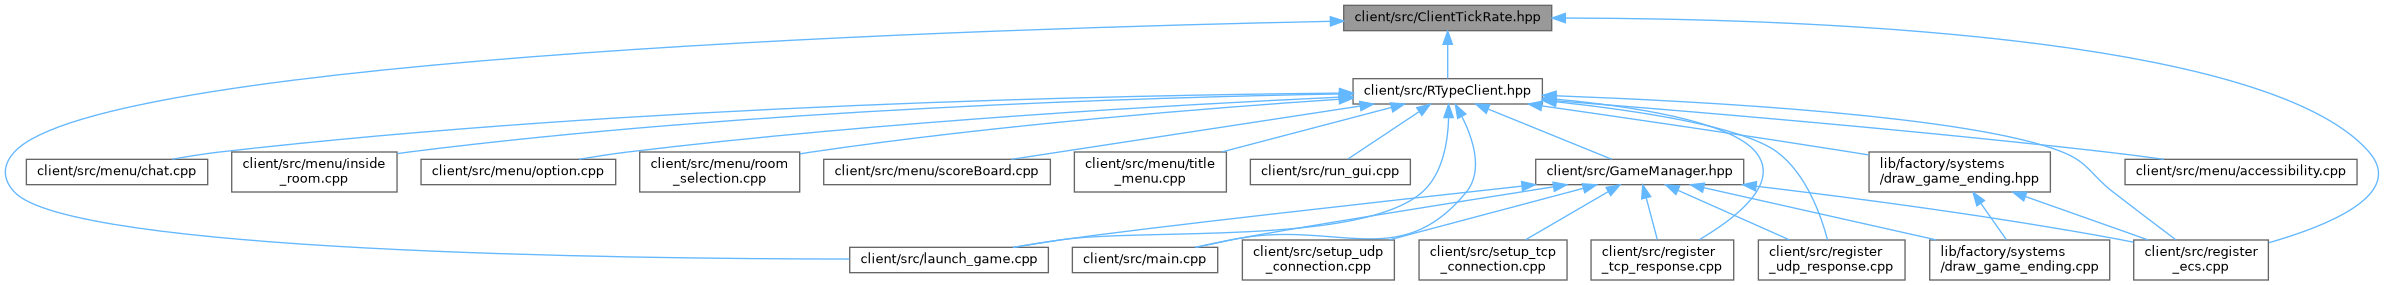 client/src/ClientTickRate.hpp
client/src/RTypeClient.hpp
client/src/menu/chat.cpp
client/src/menu/inside
_room.cpp
client/src/menu/option.cpp
client/src/menu/room
_selection.cpp
client/src/menu/scoreBoard.cpp
client/src/menu/title
_menu.cpp
client/src/run_gui.cpp
client/src/GameManager.hpp
lib/factory/systems
/draw_game_ending.hpp
client/src/menu/accessibility.cpp
client/src/launch_game.cpp
client/src/main.cpp
client/src/setup_udp
_connection.cpp
client/src/setup_tcp
_connection.cpp
client/src/register
_tcp_response.cpp
client/src/register
_udp_response.cpp
lib/factory/systems
/draw_game_ending.cpp
client/src/register
_ecs.cpp